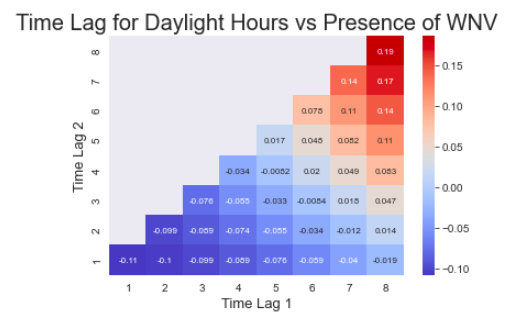 Time Lag for Daylight Hours vs Presence of WNV
Time Lag 2
8 0.19
7 0.14 0.17
6 0.078 0.11 0.14
5 0.017 0.048 0.082 0.11
4 -0.034 -0.0082 0.02 0.049 0.083
3 -0.076 -0.055 -0.033 -0.0084 0.018 0.047
2 -0.099 -0.089 -0.074 -0.055 -0.034 -0.012 0.014
1 -0.11 -0.1 -0.099 -0.089 -0.076 -0.059 -0.04 -0.019
1 2 3 4 5 6 7 8
Time Lag 1
0.15
0.10
0.05
0.00
-0.05
-0.10